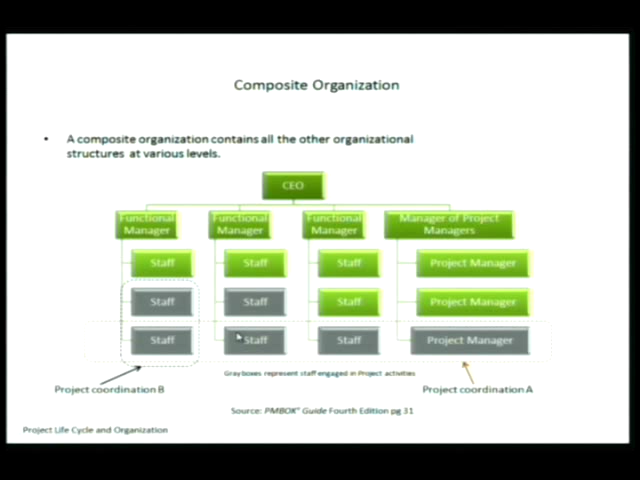 Composite Organization
• A composite organization contains all the other organizational
structures at various levels.
CEO
Functional
Manager
Functional
Manager
Functional
Manager
Manager of Project
Managers
Staff
Staff
Staff
Project Manager
Staff
Staff
Staff
Project Manager
Staff
Staff
Staff
Project Manager
Gray boxes represent staff engaged in Project activities
Project coordination B
Project coordination A
Source: PMBOK® Guide Fourth Edition pg 31
Project Life Cycle and Organization